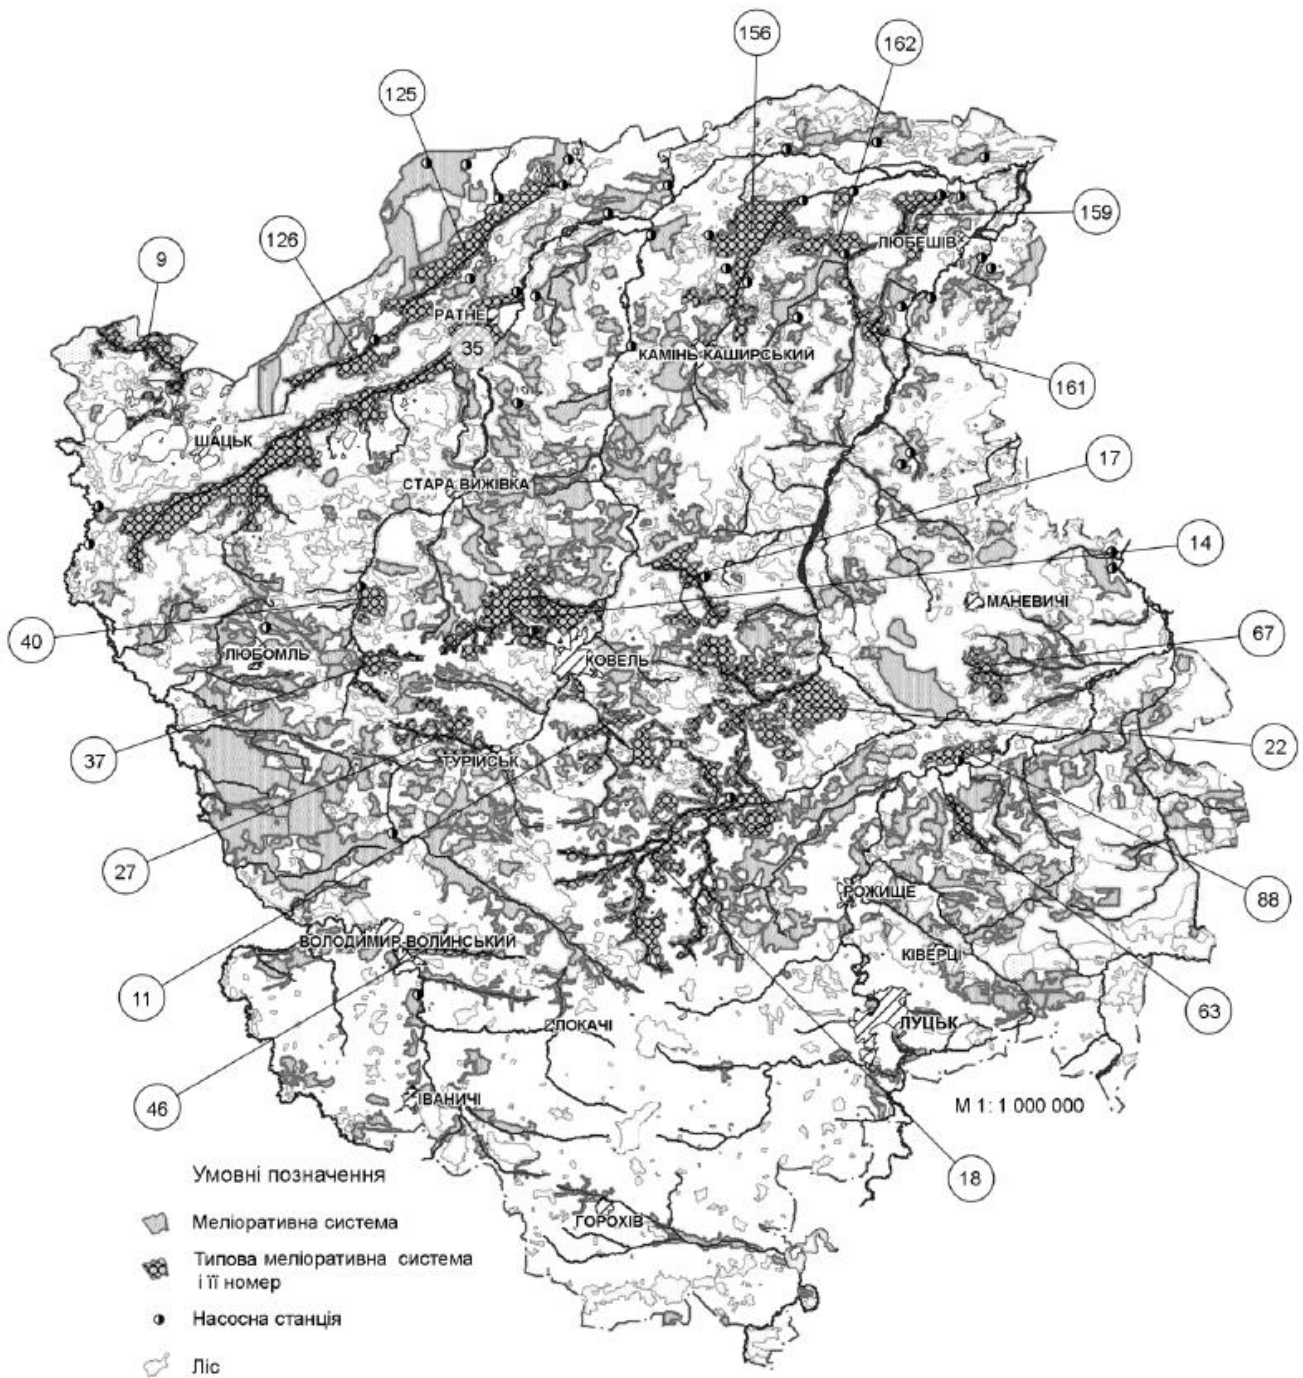 156
162
125
159
126
ЛЮБЕШІВ
9
РАТНЕ
35
КАМІНЬ-КАШИРСЬКИЙ
161
ШАЦЬК
17
СТАРА ВИЖІВКА
14
МАНЕВИЧІ
40
67
ЛЮБОМЛЬ
КОВЕЛЬ
37
22
ТУРІЙСЬК
27
88
РОЖИЩЕ
ВОЛОДИМИР-ВОЛИНСЬКИЙ
КІВЕРЦІ
11
63
ЛУЦЬК
ЛОКАЧІ
46
ІВАНИЧІ
М 1: 1 000 000
18
Умовні позначення
Меліоративна система
ГОРОХІВ
Типова меліоративна система
і її номер
Насосна станція
Ліс